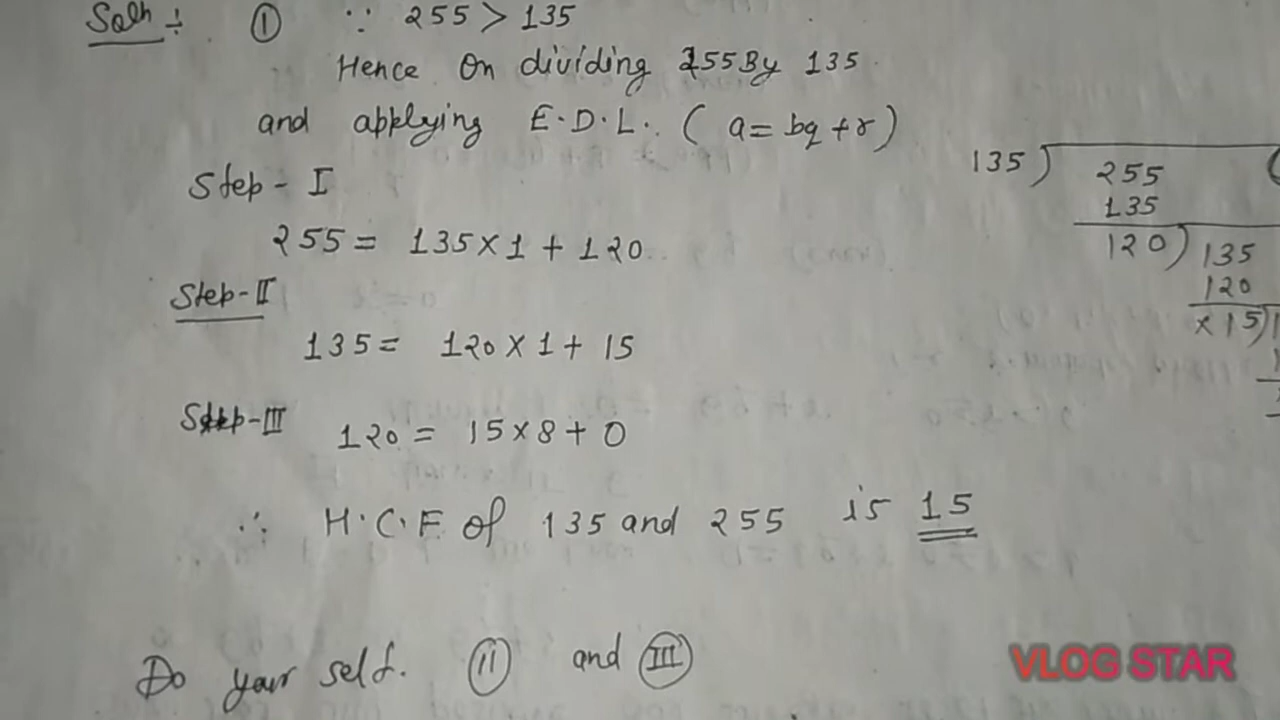 Soln ÷ ① ∵ 255 > 135
Hence On dividing 255 By 135
and applying E.D.L. ( a = bq + r )
Step - I
255 = 135 × 1 + 120
Step - II
135 = 120 × 1 + 15
Step - III
120 = 15 × 8 + 0
∴ H.C.F. of 135 and 255 is 15
Do your self. (II) and (III)
135 ) 255 (
135
120 ) 135
120
× 15 ) 1
VLOG STAR